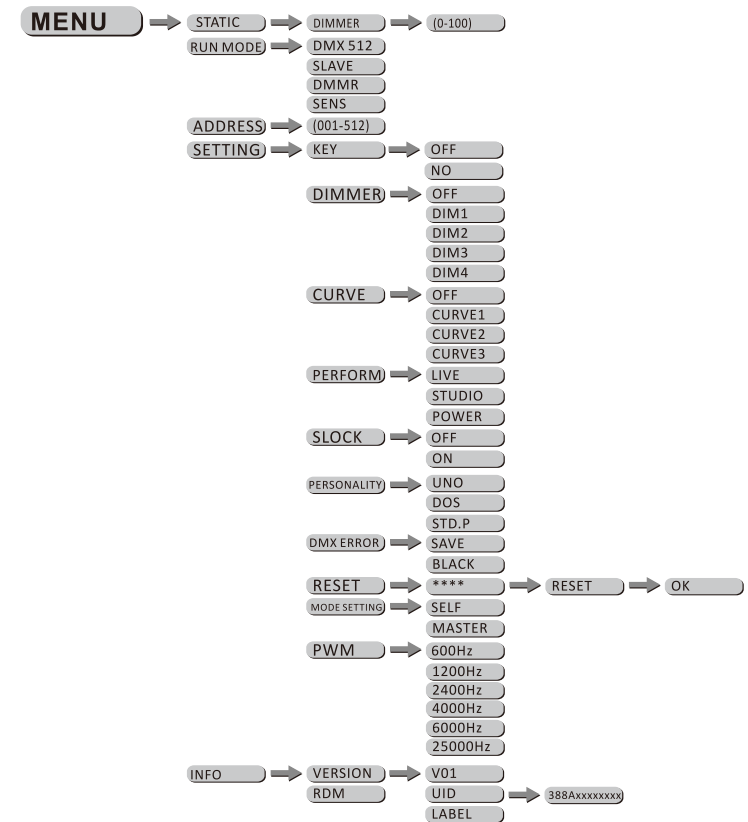 MENU STATIC DIMMER (0-100)
RUN MODE DMX 512
SLAVE
DMMR
SENS
ADDRESS (001-512)
SETTING KEY OFF
NO
DIMMER OFF
DIM1
DIM2
DIM3
DIM4
CURVE OFF
CURVE1
CURVE2
CURVE3
PERFORM LIVE
STUDIO
POWER
SLOCK OFF
ON
PERSONALITY UNO
DOS
STD.P
DMX ERROR SAVE
BLACK
RESET **** RESET OK
MODE SETTING SELF
MASTER
PWM 600Hz
1200Hz
2400Hz
4000Hz
6000Hz
25000Hz
INFO VERSION V01
RDM UID 388Axxxxxxxx
LABEL